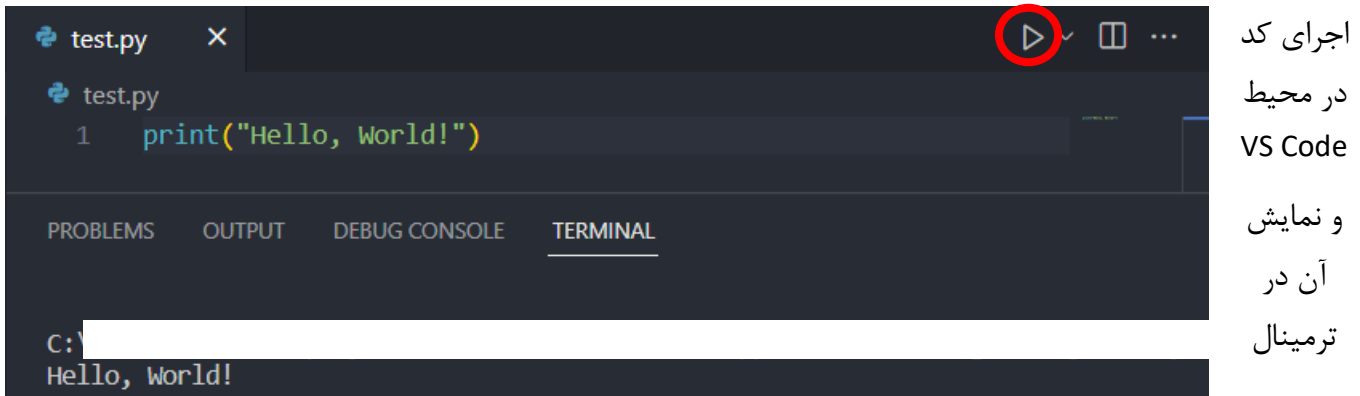 test.py
test.py
1 print("Hello, World!")
PROBLEMS OUTPUT DEBUG CONSOLE TERMINAL
C:\
Hello, World!
اجرای کد
در محیط
VS Code
و نمایش
آن در
ترمینال